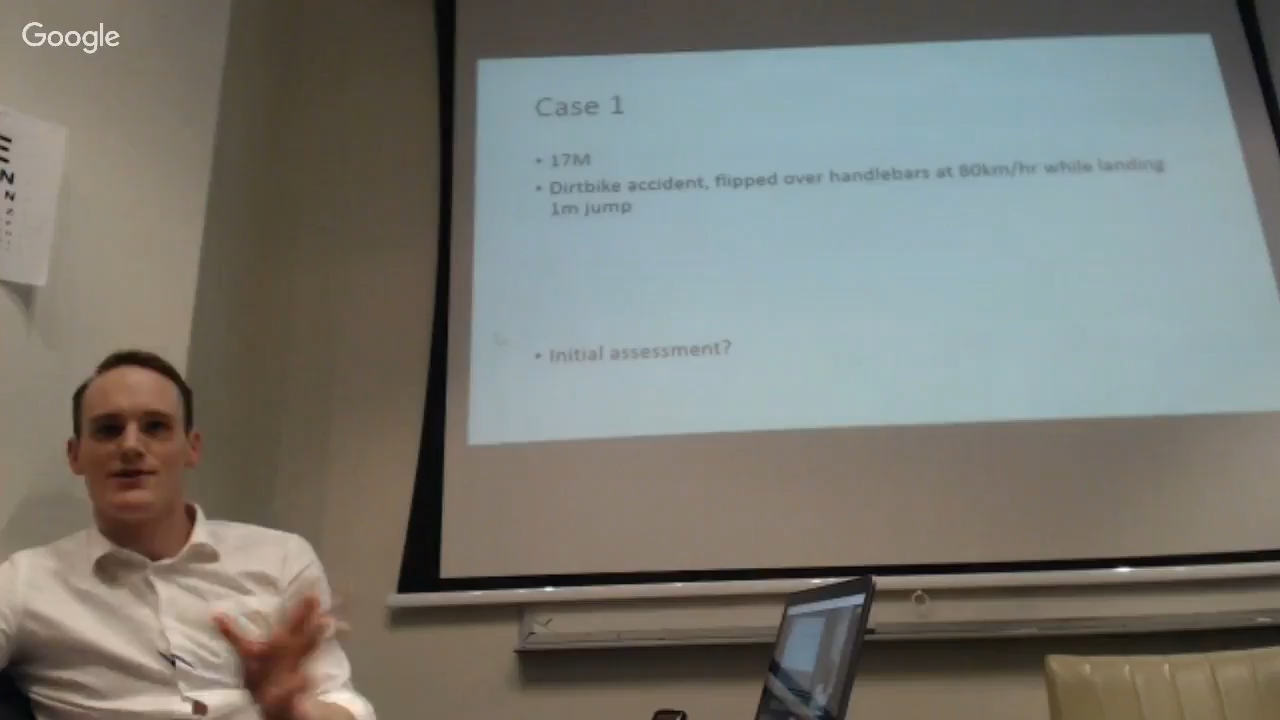 Google
Case 1
• 17M
• Dirtbike accident, flipped over handlebars at 80km/hr while landing
1m jump
• Initial assessment?